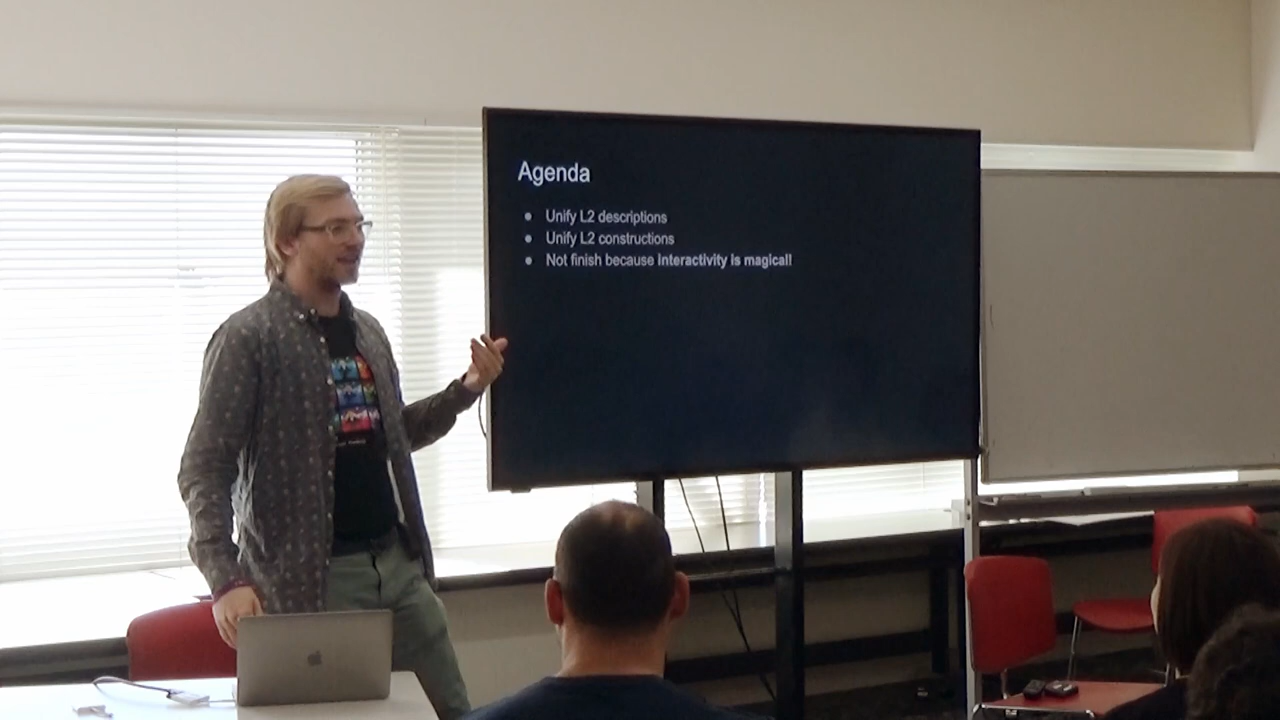 Agenda
● Unify L2 descriptions
● Unify L2 constructions
● Not finish because interactivity is magical!